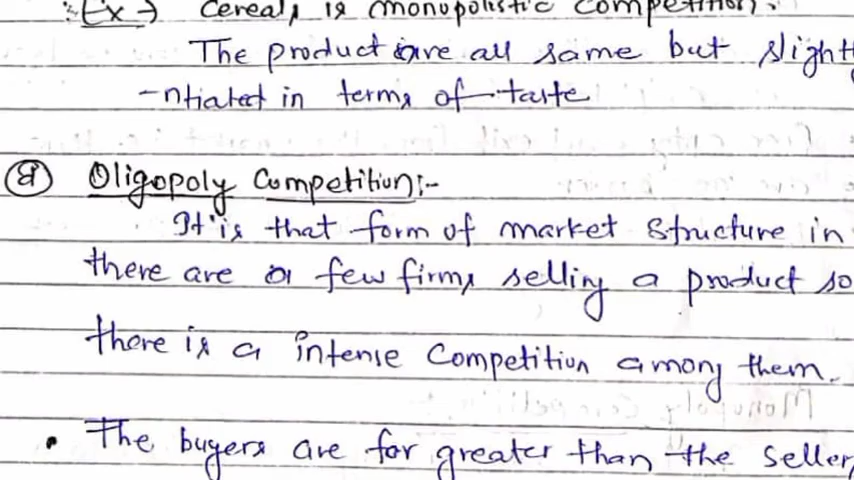 Ex → Cereals is monopolistic competition.
The product are all same but slight
-ntiated in terms of taste
Oligopoly Competition:-
It is that form of market structure in
there are a few firms selling a product so
there is a intense Competition among them.
• The buyers are far greater than the seller,